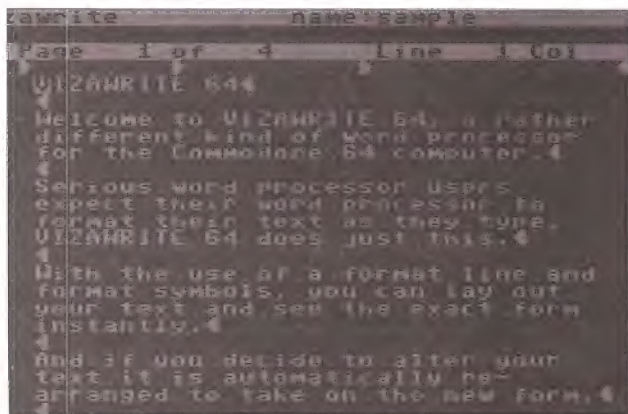 zawrite name:sample
Page 1 of 4 Line 1 Col
VIZAWRITE 64
Welcome to VIZAWRITE 64, a rather
different kind of word processor
for the Commodore 64 computer.
Serious word processor users
expect their word processor to
format their text as they type.
VIZAWRITE 64 does just this.
With the use of a format line and
format symbols, you can lay out
your text and see the exact form
instantly.
And if you decide to alter your
text it is automatically re-
arranged to take on the new form.